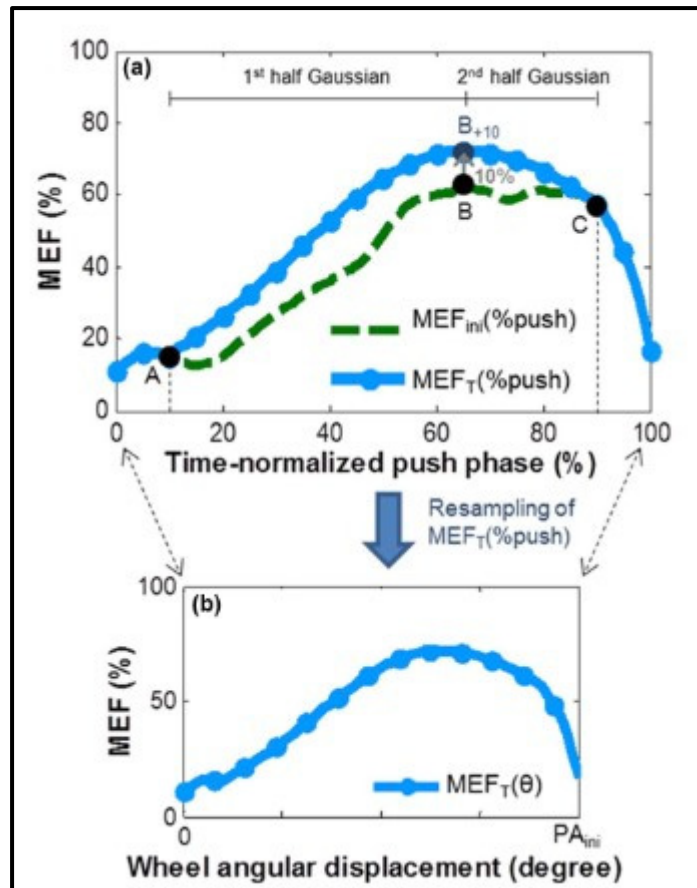 100
(a)
1st half Gaussian
2nd half Gaussian
80
B+10
10%
60
B
C
MEF (%)
40
MEFini(%push)
20
A
MEFT(%push)
0
0
20
40
60
80
100
Time-normalized push phase (%)
Resampling of
MEFT(%push)
100
(b)
MEF (%)
50
MEFT(θ)
0
0
PAini
Wheel angular displacement (degree)